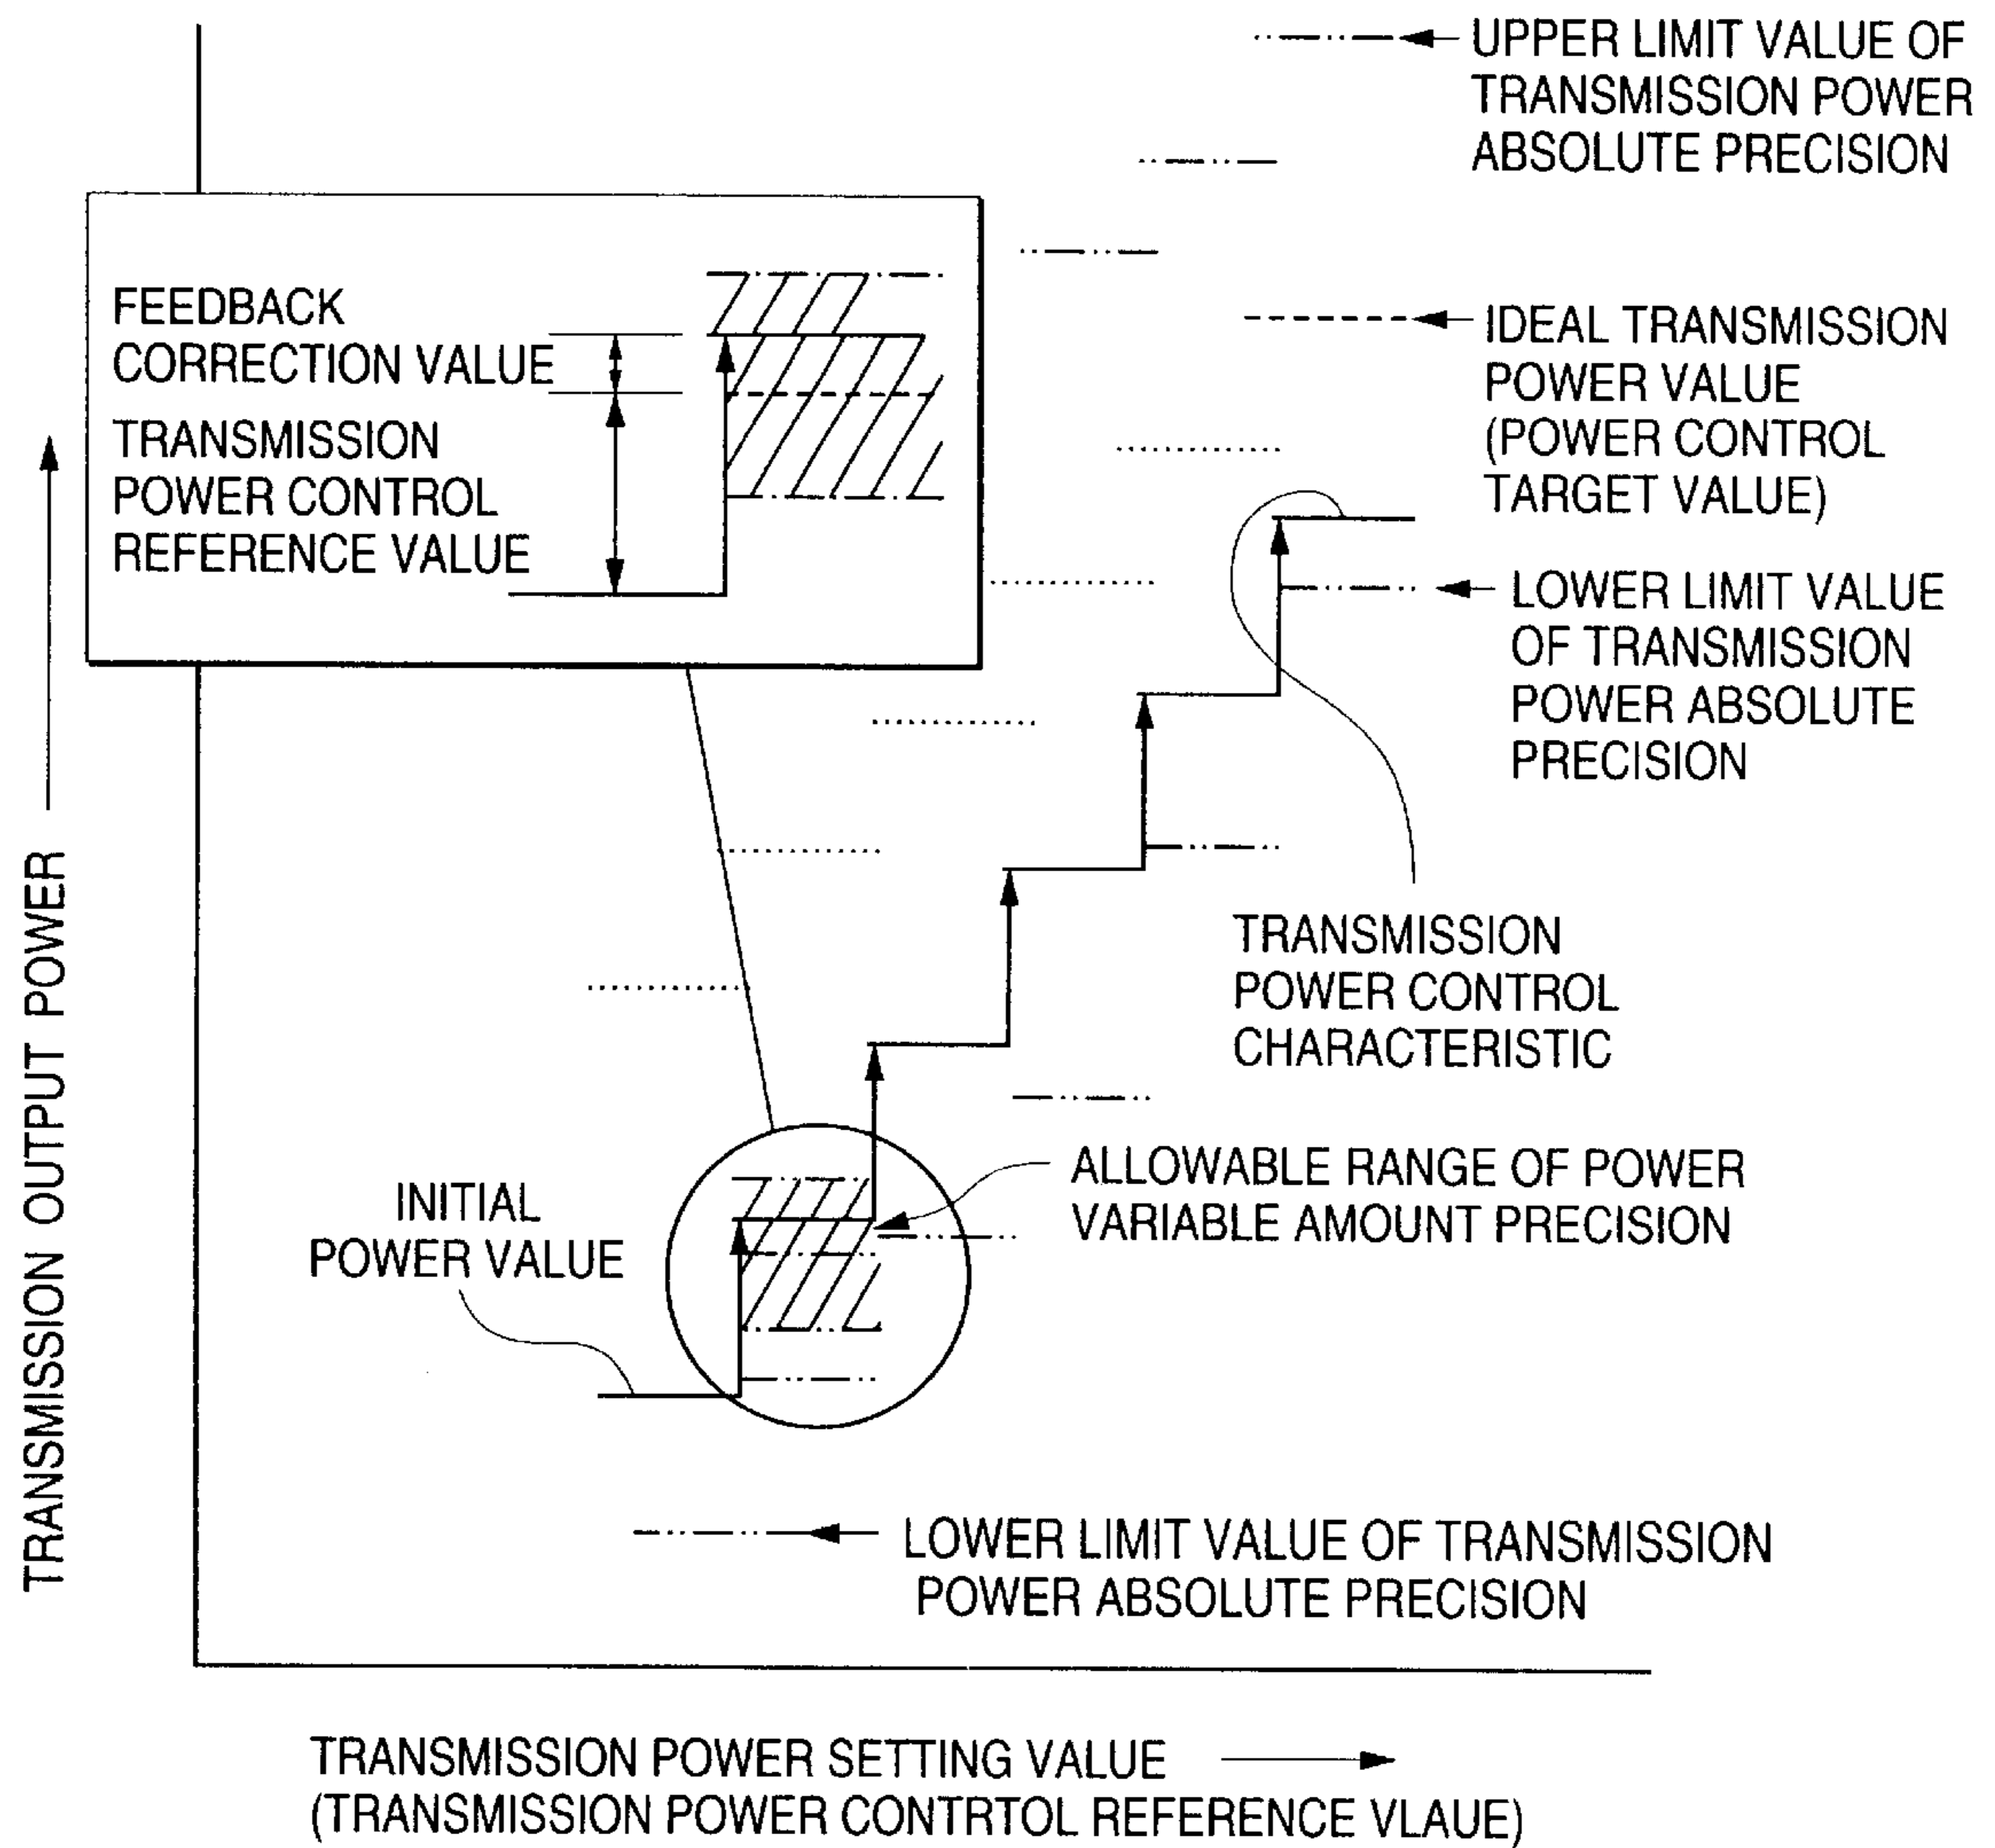 UPPER LIMIT VALUE OF
TRANSMISSION POWER
ABSOLUTE PRECISION
FEEDBACK
CORRECTION VALUE
TRANSMISSION
POWER CONTROL
REFERENCE VALUE
IDEAL TRANSMISSION
POWER VALUE
(POWER CONTROL
TARGET VALUE)
LOWER LIMIT VALUE
OF TRANSMISSION
POWER ABSOLUTE
PRECISION
TRANSMISSION
POWER CONTROL
CHARACTERISTIC
ALLOWABLE RANGE OF POWER
VARIABLE AMOUNT PRECISION
INITIAL
POWER VALUE
LOWER LIMIT VALUE OF TRANSMISSION
POWER ABSOLUTE PRECISION
TRANSMISSION OUTPUT POWER
TRANSMISSION POWER SETTING VALUE
(TRANSMISSION POWER CONTRTOL REFERENCE VLAUE)